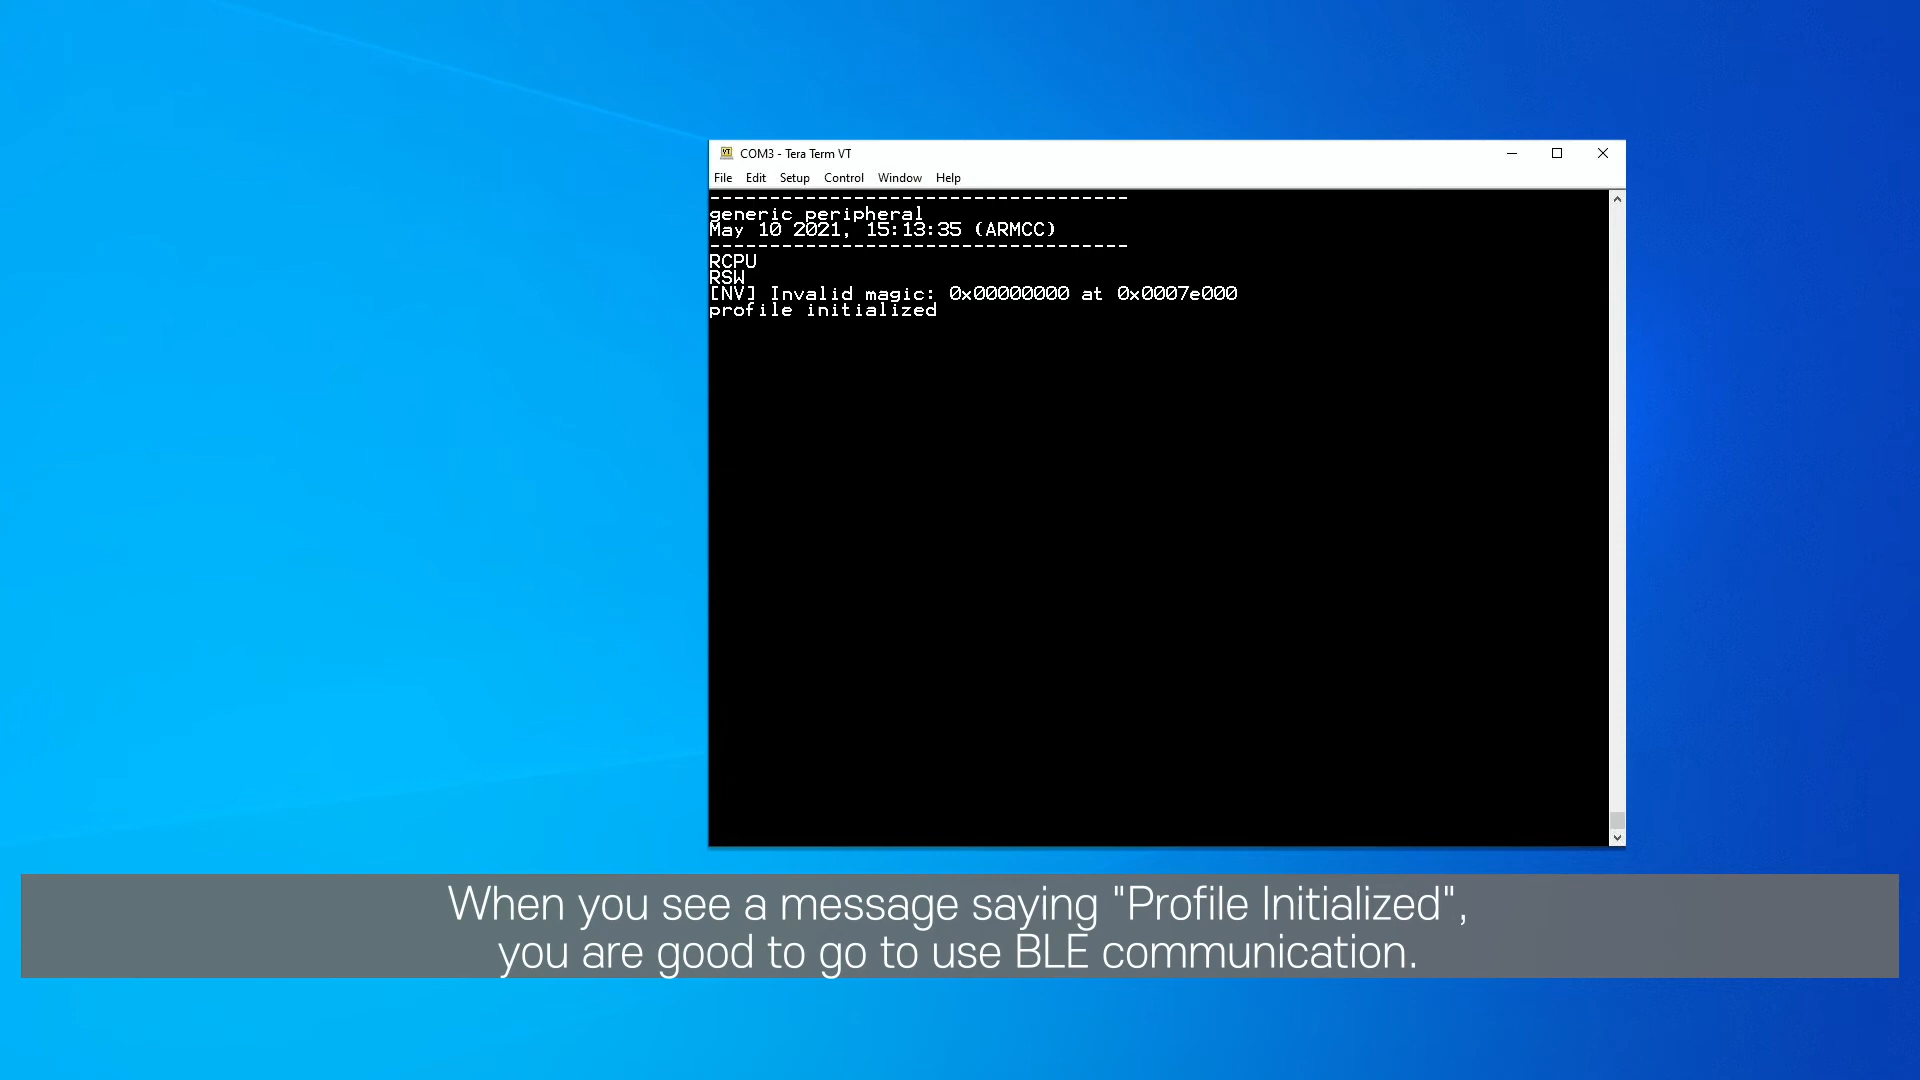 COM3 - Tera Term VT
File Edit Setup Control Window Help
-----------------------------------
generic peripheral
May 10 2021, 15:13:35 (ARMCC)
-----------------------------------
RCPU
RSW
[NV] Invalid magic: 0x00000000 at 0x0007e000
profile initialized
When you see a message saying "Profile Initialized",
you are good to go to use BLE communication.